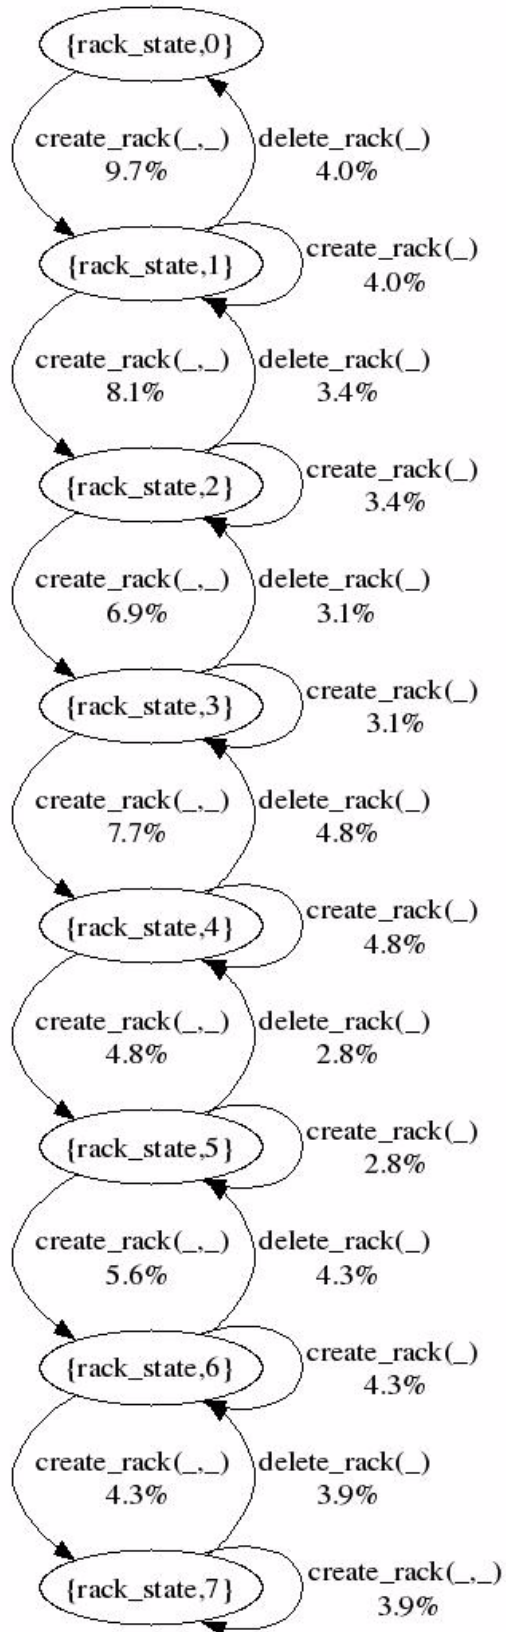 {rack_state,0}
create_rack(_,_)
9.7%
delete_rack(_)
4.0%
{rack_state,1}
create_rack(_)
4.0%
create_rack(_,_)
8.1%
delete_rack(_)
3.4%
{rack_state,2}
create_rack(_)
3.4%
create_rack(_,_)
6.9%
delete_rack(_)
3.1%
{rack_state,3}
create_rack(_)
3.1%
create_rack(_,_)
7.7%
delete_rack(_)
4.8%
{rack_state,4}
create_rack(_)
4.8%
create_rack(_,_)
4.8%
delete_rack(_)
2.8%
{rack_state,5}
create_rack(_)
2.8%
create_rack(_,_)
5.6%
delete_rack(_)
4.3%
{rack_state,6}
create_rack(_)
4.3%
create_rack(_,_)
4.3%
delete_rack(_)
3.9%
{rack_state,7}
create_rack(_,_)
3.9%